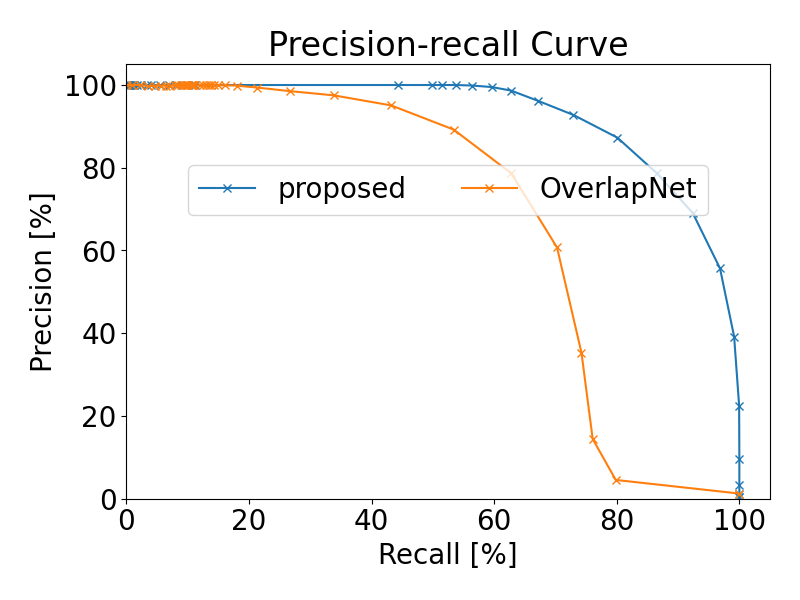 Precision-recall Curve
100
80
60
40
20
0
Precision [%]
proposed OverlapNet
0 20 40 60 80 100
Recall [%]